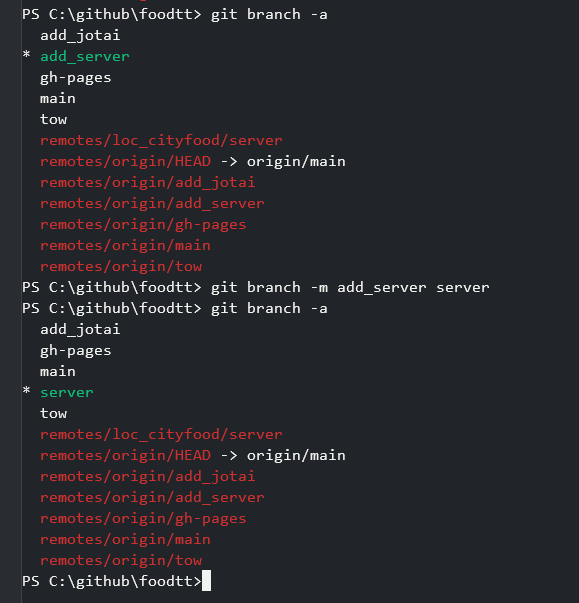 PS C:\github\foodtt> git branch -a
  add_jotai
* add_server
  gh-pages
  main
  tow
  remotes/loc_cityfood/server
  remotes/origin/HEAD -> origin/main
  remotes/origin/add_jotai
  remotes/origin/add_server
  remotes/origin/gh-pages
  remotes/origin/main
  remotes/origin/tow
PS C:\github\foodtt> git branch -m add_server server
PS C:\github\foodtt> git branch -a
  add_jotai
  gh-pages
  main
* server
  tow
  remotes/loc_cityfood/server
  remotes/origin/HEAD -> origin/main
  remotes/origin/add_jotai
  remotes/origin/add_server
  remotes/origin/gh-pages
  remotes/origin/main
  remotes/origin/tow
PS C:\github\foodtt>